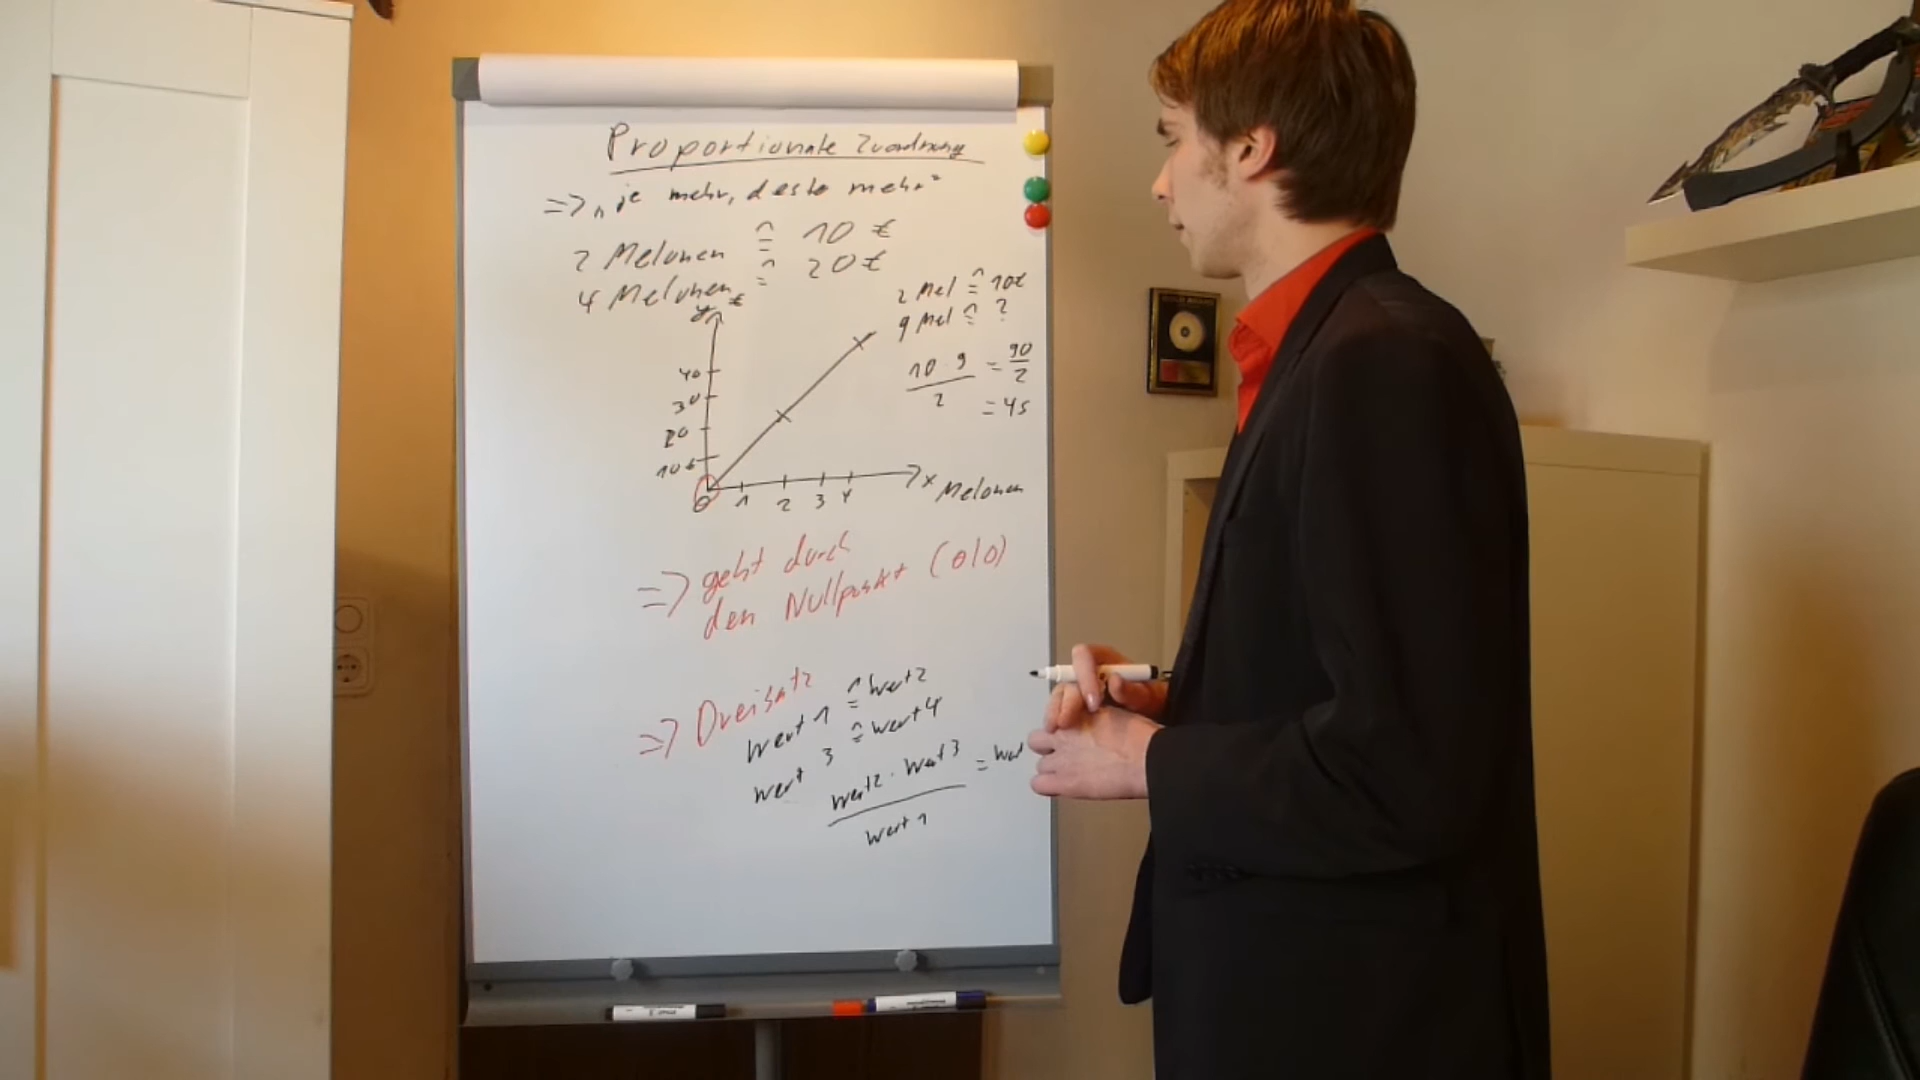 Proportionale Zuordnung
=> „je mehr, desto mehr"
2 Melonen ≙ 10 €
4 Melonen ≙ 20 €
2 Mel ≙ 10€
9 Mel ≙ ?
10 · 9 / 2 = 90 / 2
= 45
y €
40
30
20
10 €
0 1 2 3 4 x Melonen
=> geht durch
den Nullpunkt (0|0)
=> Dreisatz
Wert 1 ≙ Wert 2
Wert 3 ≙ Wert 4
Wert 2 · Wert 3 / Wert 1 = Wert